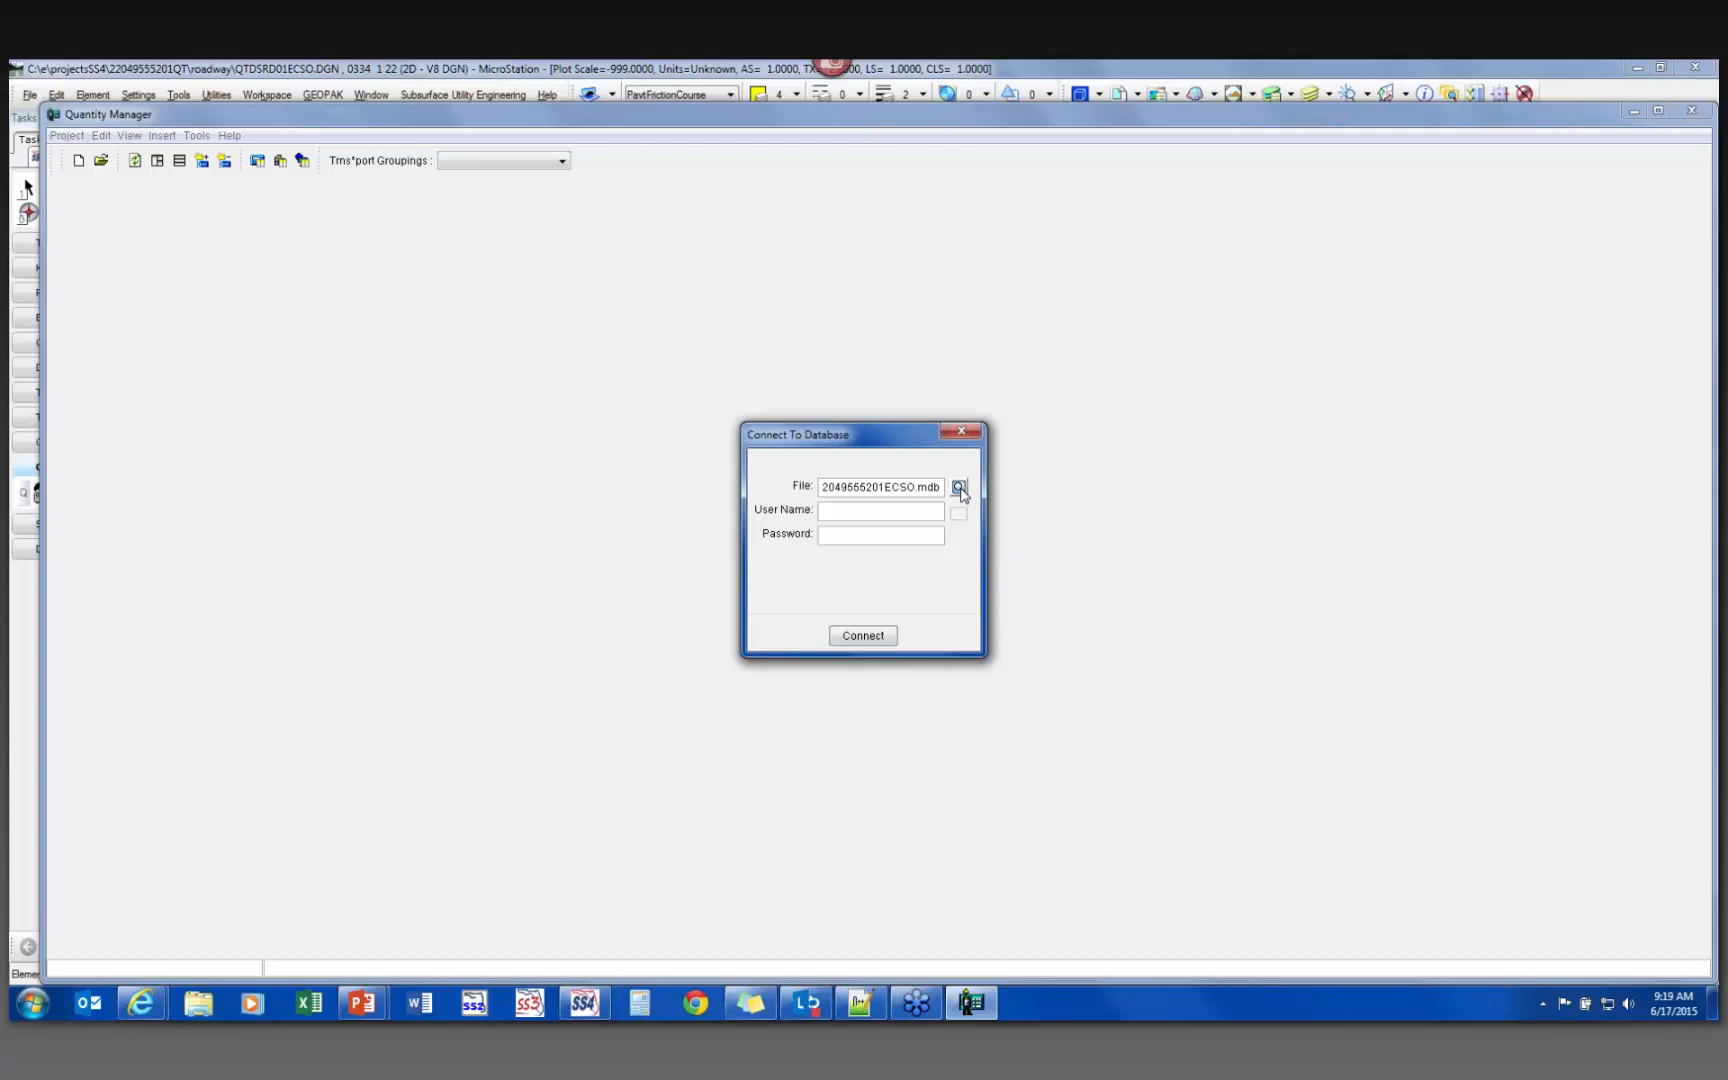 C:\e\projectsSS4\22049555201QT\roadway\QTDSRD01ECSO.DGN , 0334 1 22 (2D - V8 DGN) - MicroStation - [Plot Scale=-999.0000, Units=Unknown, AS= 1.0000, LS= 1.0000, CLS= 1.0000]
File Edit Element Settings Tools Utilities Workspace GEOPAK Window Subsurface Utility Engineering Help PavtFrictionCourse 4 0 2 0 0
Tasks
Quantity Manager
Project Edit View Insert Tools Help
Trns*port Groupings :
Connect To Database
File: 2049555201ECSO.mdb
User Name:
Password:
Connect
Q
SS2 SS3 SS4
9:19 AM
6/17/2015